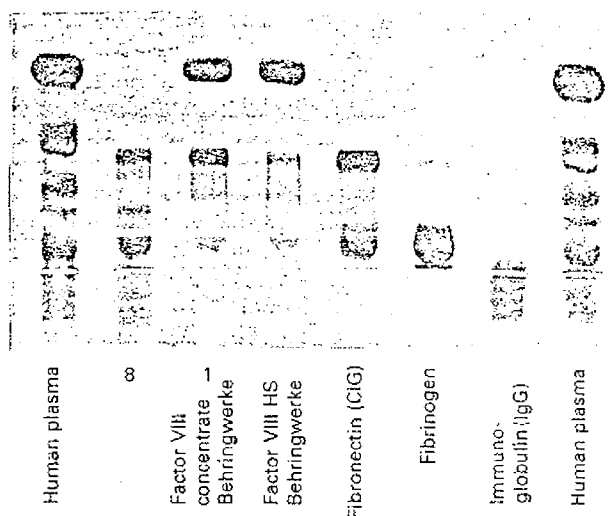 Human plasma
8
Factor VIII
concentrate 1
Behringwerke
Factor VIII HS
Behringwerke
Fibronectin (CIG)
Fibrinogen
Immuno-
globulin (IgG)
Human plasma